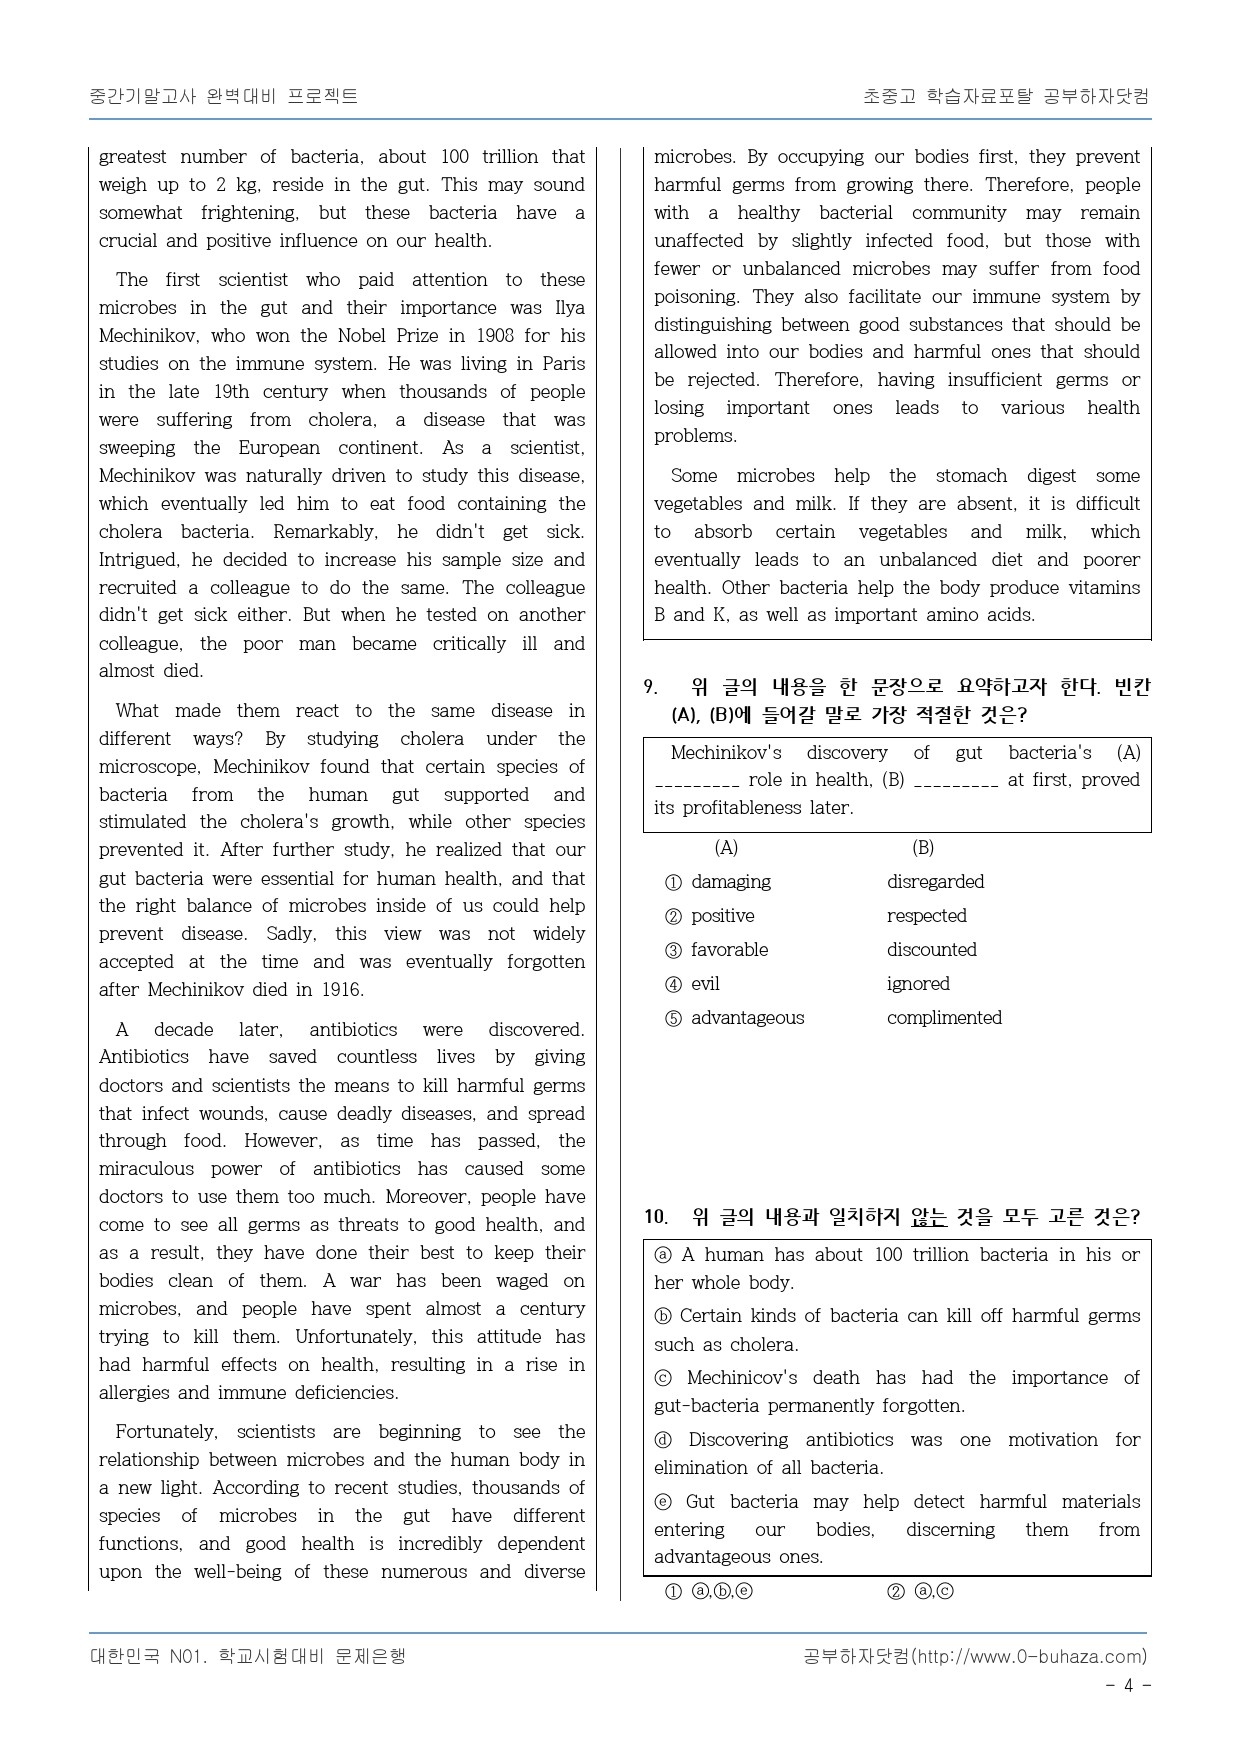 중간기말고사 완벽대비 프로젝트
초중고 학습자료포탈 공부하자닷컴
greatest number of bacteria, about 100 trillion that
weigh up to 2 kg, reside in the gut. This may sound
somewhat frightening, but these bacteria have a
crucial and positive influence on our health.
The first scientist who paid attention to these
microbes in the gut and their importance was Ilya
Mechinikov, who won the Nobel Prize in 1908 for his
studies on the immune system. He was living in Paris
in the late 19th century when thousands of people
were suffering from cholera, a disease that was
sweeping the European continent. As a scientist,
Mechinikov was naturally driven to study this disease,
which eventually led him to eat food containing the
cholera bacteria. Remarkably, he didn't get sick.
Intrigued, he decided to increase his sample size and
recruited a colleague to do the same. The colleague
didn't get sick either. But when he tested on another
colleague, the poor man became critically ill and
almost died.
What made them react to the same disease in
different ways? By studying cholera under the
microscope, Mechinikov found that certain species of
bacteria from the human gut supported and
stimulated the cholera's growth, while other species
prevented it. After further study, he realized that our
gut bacteria were essential for human health, and that
the right balance of microbes inside of us could help
prevent disease. Sadly, this view was not widely
accepted at the time and was eventually forgotten
after Mechinikov died in 1916.
A decade later, antibiotics were discovered.
Antibiotics have saved countless lives by giving
doctors and scientists the means to kill harmful germs
that infect wounds, cause deadly diseases, and spread
through food. However, as time has passed, the
miraculous power of antibiotics has caused some
doctors to use them too much. Moreover, people have
come to see all germs as threats to good health, and
as a result, they have done their best to keep their
bodies clean of them. A war has been waged on
microbes, and people have spent almost a century
trying to kill them. Unfortunately, this attitude has
had harmful effects on health, resulting in a rise in
allergies and immune deficiencies.
Fortunately, scientists are beginning to see the
relationship between microbes and the human body in
a new light. According to recent studies, thousands of
species of microbes in the gut have different
functions, and good health is incredibly dependent
upon the well-being of these numerous and diverse
microbes. By occupying our bodies first, they prevent
harmful germs from growing there. Therefore, people
with a healthy bacterial community may remain
unaffected by slightly infected food, but those with
fewer or unbalanced microbes may suffer from food
poisoning. They also facilitate our immune system by
distinguishing between good substances that should be
allowed into our bodies and harmful ones that should
be rejected. Therefore, having insufficient germs or
losing important ones leads to various health
problems.
Some microbes help the stomach digest some
vegetables and milk. If they are absent, it is difficult
to absorb certain vegetables and milk, which
eventually leads to an unbalanced diet and poorer
health. Other bacteria help the body produce vitamins
B and K, as well as important amino acids.
9. 위 글의 내용을 한 문장으로 요약하고자 한다. 빈칸
(A), (B)에 들어갈 말로 가장 적절한 것은?
Mechinikov's discovery of gut bacteria's (A)
_________ role in health, (B) _________ at first, proved
its profitableness later.
(A) (B)
① damaging disregarded
② positive respected
③ favorable discounted
④ evil ignored
⑤ advantageous complimented
10. 위 글의 내용과 일치하지 않는 것을 모두 고른 것은?
ⓐ A human has about 100 trillion bacteria in his or
her whole body.
ⓑ Certain kinds of bacteria can kill off harmful germs
such as cholera.
ⓒ Mechinicov's death has had the importance of
gut-bacteria permanently forgotten.
ⓓ Discovering antibiotics was one motivation for
elimination of all bacteria.
ⓔ Gut bacteria may help detect harmful materials
entering our bodies, discerning them from
advantageous ones.
① ⓐ,ⓑ,ⓔ ② ⓐ,ⓒ
대한민국 N01. 학교시험대비 문제은행
공부하자닷컴(http://www.0-buhaza.com)
- 4 -